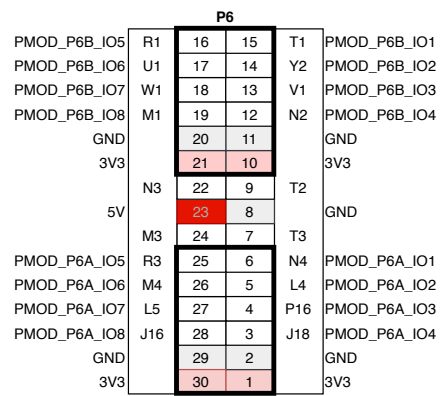 P6
PMOD_P6B_IO5 R1 16 15 T1 PMOD_P6B_IO1
PMOD_P6B_IO6 U1 17 14 Y2 PMOD_P6B_IO2
PMOD_P6B_IO7 W1 18 13 V1 PMOD_P6B_IO3
PMOD_P6B_IO8 M1 19 12 N2 PMOD_P6B_IO4
GND 20 11 GND
3V3 21 10 3V3
N3 22 9 T2
5V 23 8 GND
M3 24 7 T3
PMOD_P6A_IO5 R3 25 6 N4 PMOD_P6A_IO1
PMOD_P6A_IO6 M4 26 5 L4 PMOD_P6A_IO2
PMOD_P6A_IO7 L5 27 4 P16 PMOD_P6A_IO3
PMOD_P6A_IO8 J16 28 3 J18 PMOD_P6A_IO4
GND 29 2 GND
3V3 30 1 3V3